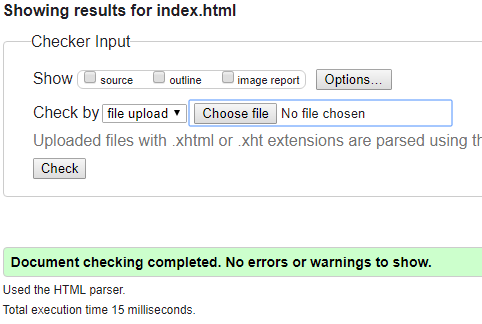 Showing results for index.html
Checker Input
Show source outline image report Options...
Check by file upload Choose file No file chosen
Uploaded files with .xhtml or .xht extensions are parsed using
Check
Document checking completed. No errors or warnings to show.
Used the HTML parser.
Total execution time 15 milliseconds.